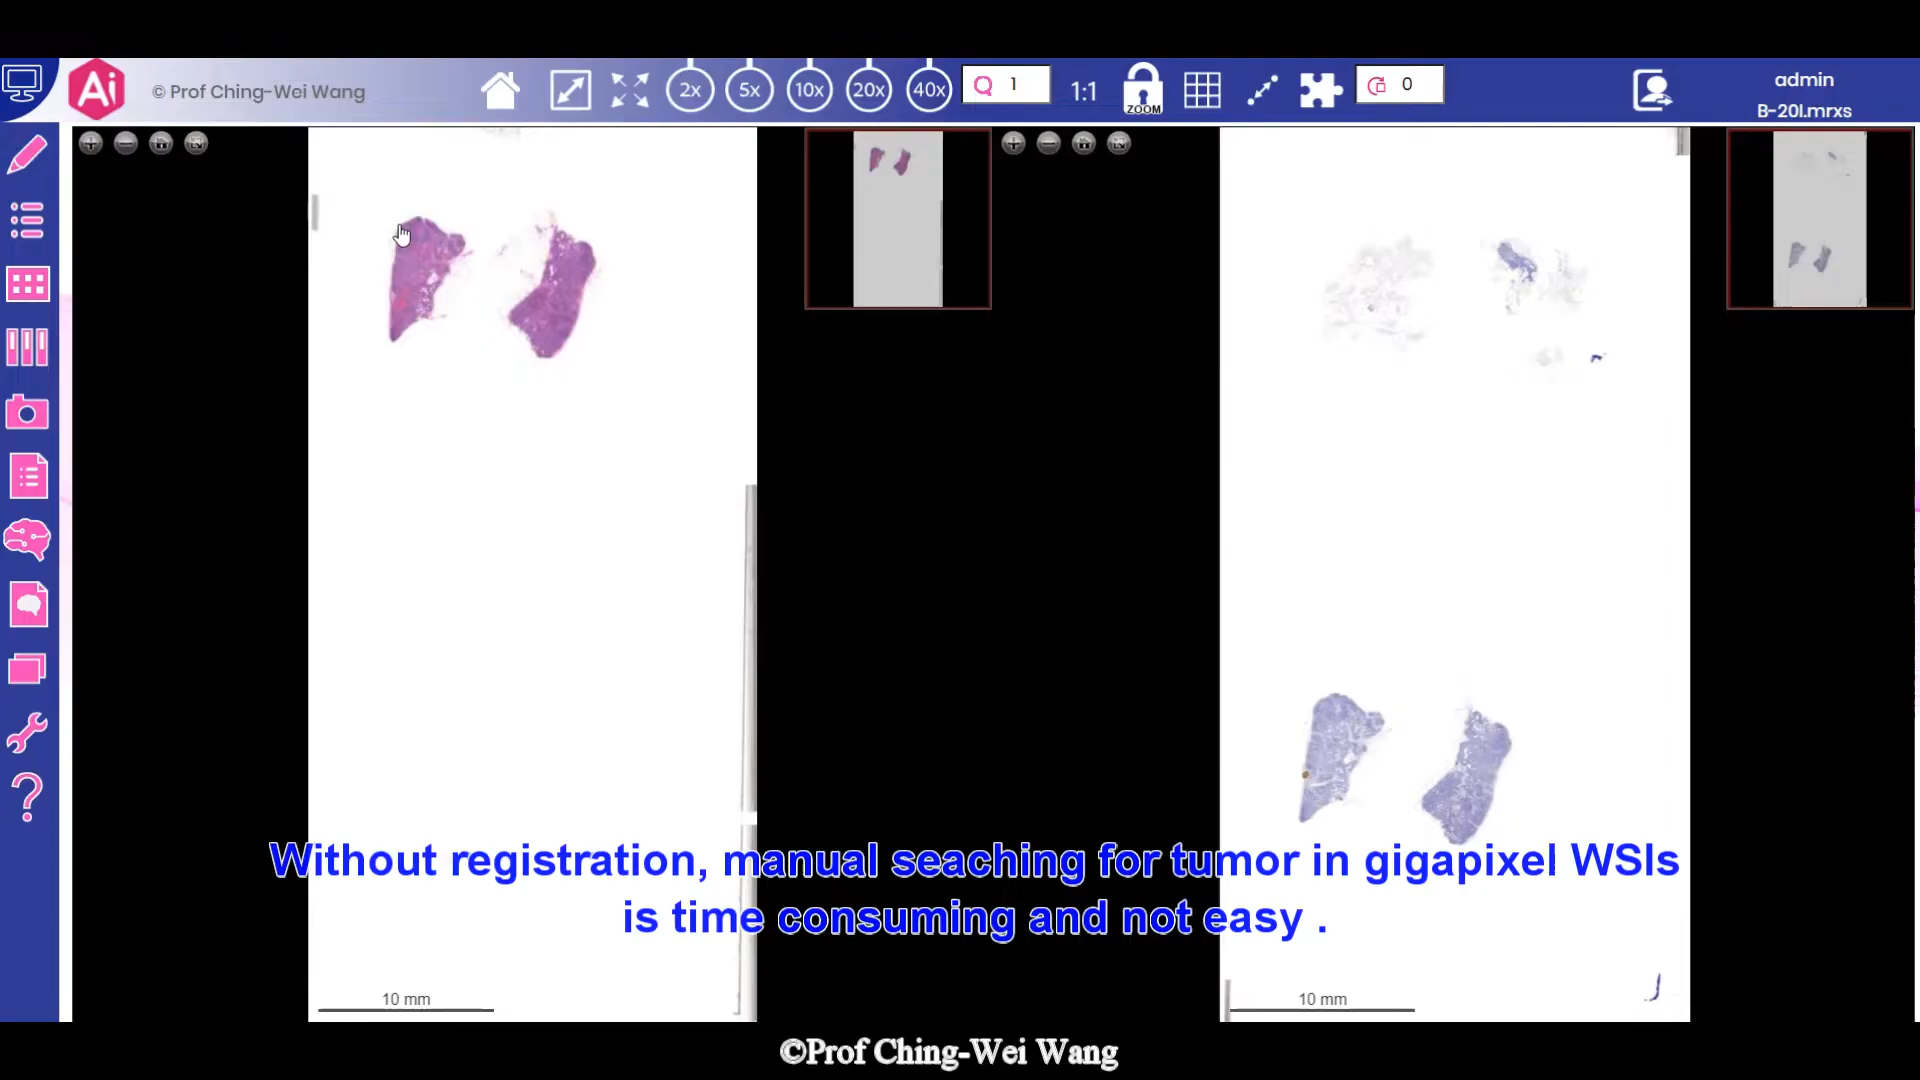 Ai © Prof Ching-Wei Wang 2x 5x 10x 20x 40x 1 1:1 ZOOM 0 admin
B-20I.mrxs
Without registration, manual seaching for tumor in gigapixel WSIs
is time consuming and not easy .
10 mm 10 mm
©Prof Ching-Wei Wang